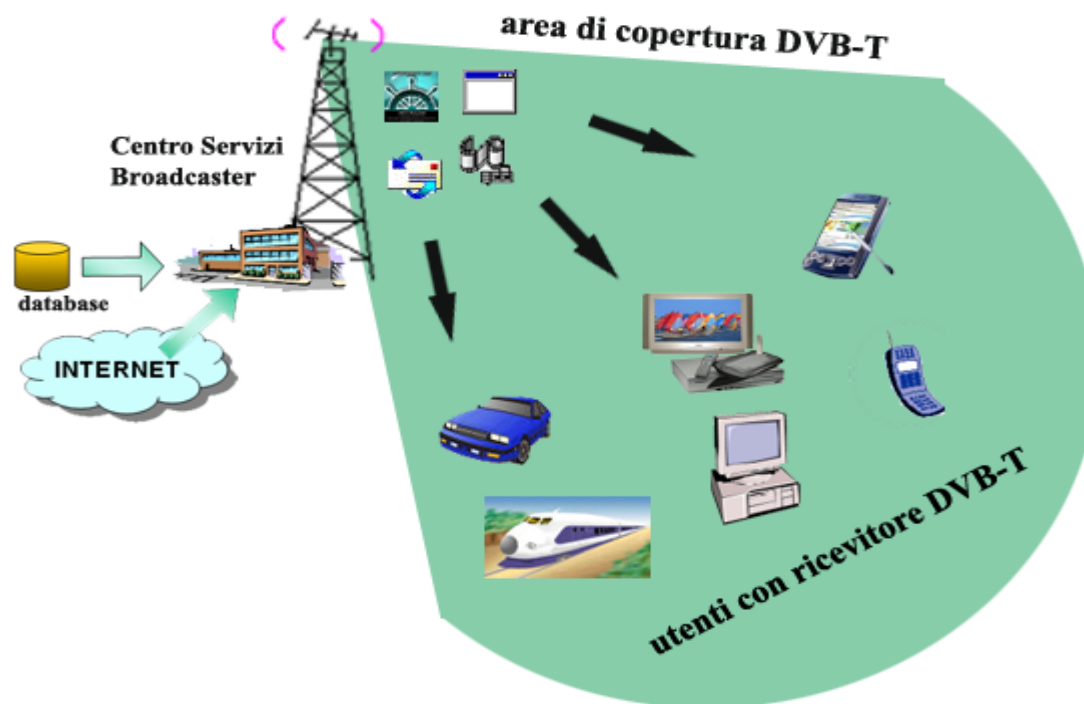 area di copertura DVB-T
Centro Servizi
Broadcaster
database
INTERNET
utenti con ricevitore DVB-T